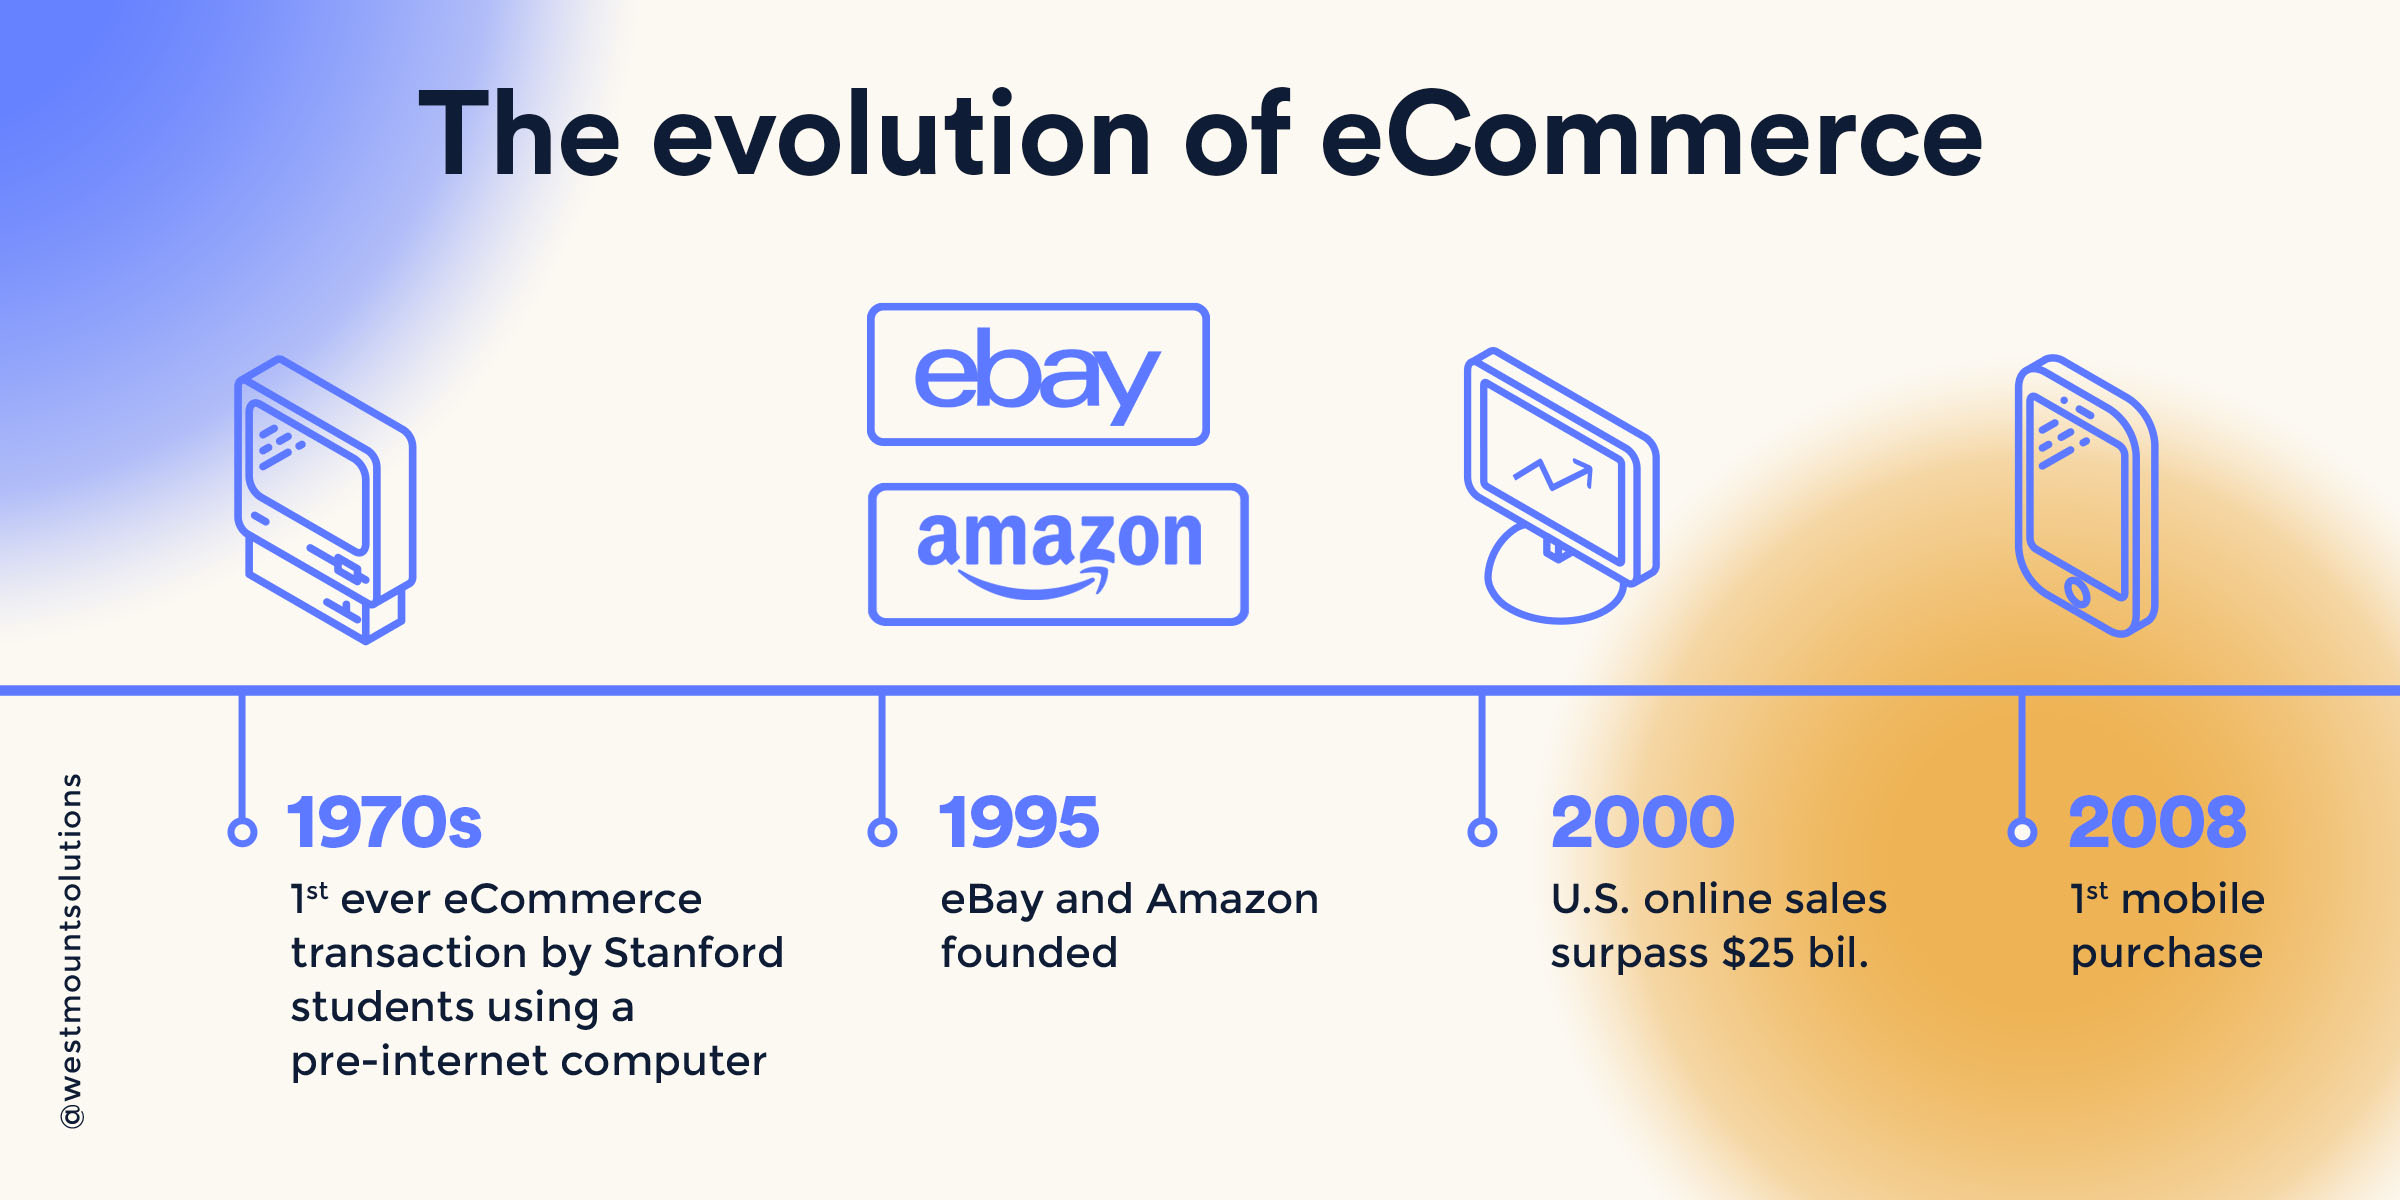 The evolution of eCommerce
ebay
amazon
1970s
1st ever eCommerce
transaction by Stanford
students using a
pre-internet computer
1995
eBay and Amazon
founded
2000
U.S. online sales
surpass $25 bil.
2008
1st mobile
purchase
@westmountsolutions